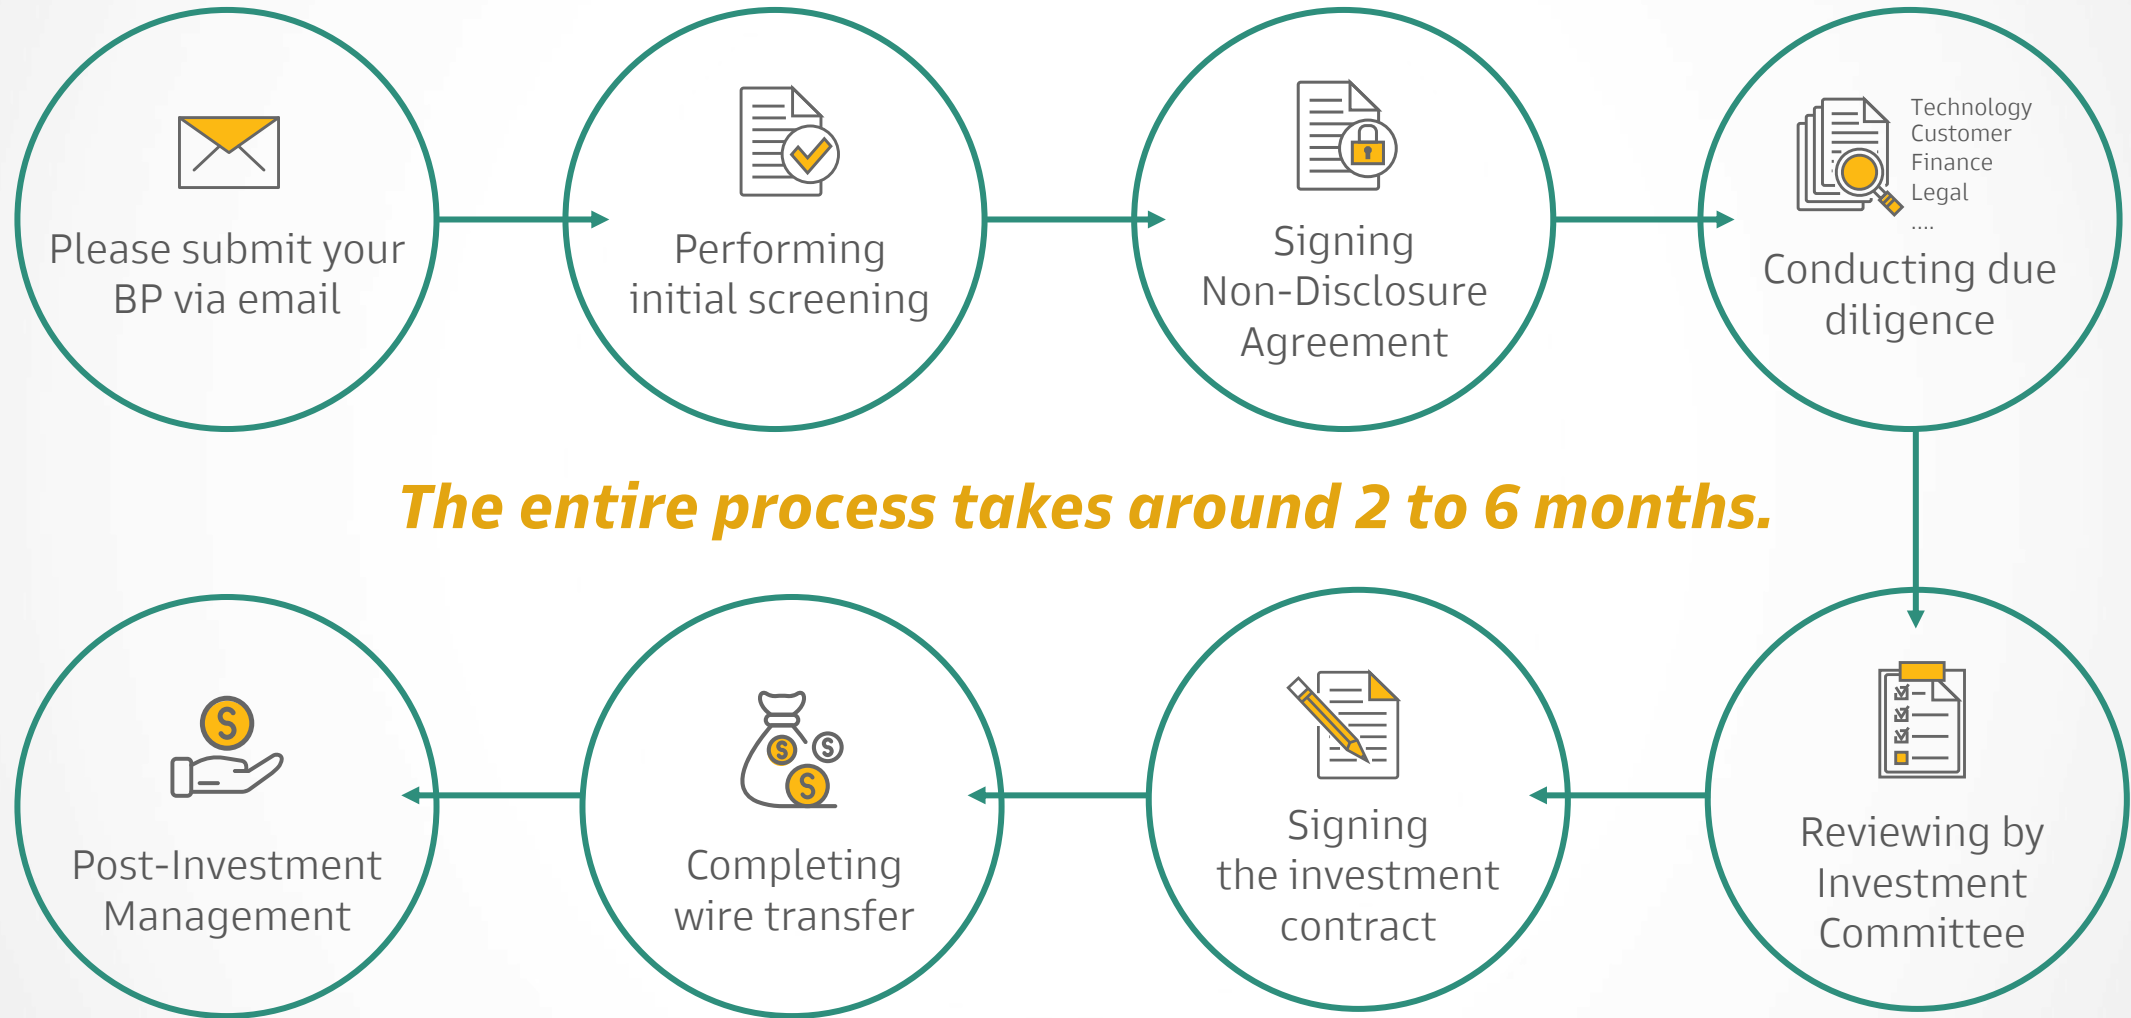 Please submit your
BP via email
Performing
initial screening
Signing
Non-Disclosure
Agreement
Technology
Customer
Finance
Legal
....
Conducting due
diligence
The entire process takes around 2 to 6 months.
Reviewing by
Investment
Committee
Signing
the investment
contract
Completing
wire transfer
Post-Investment
Management